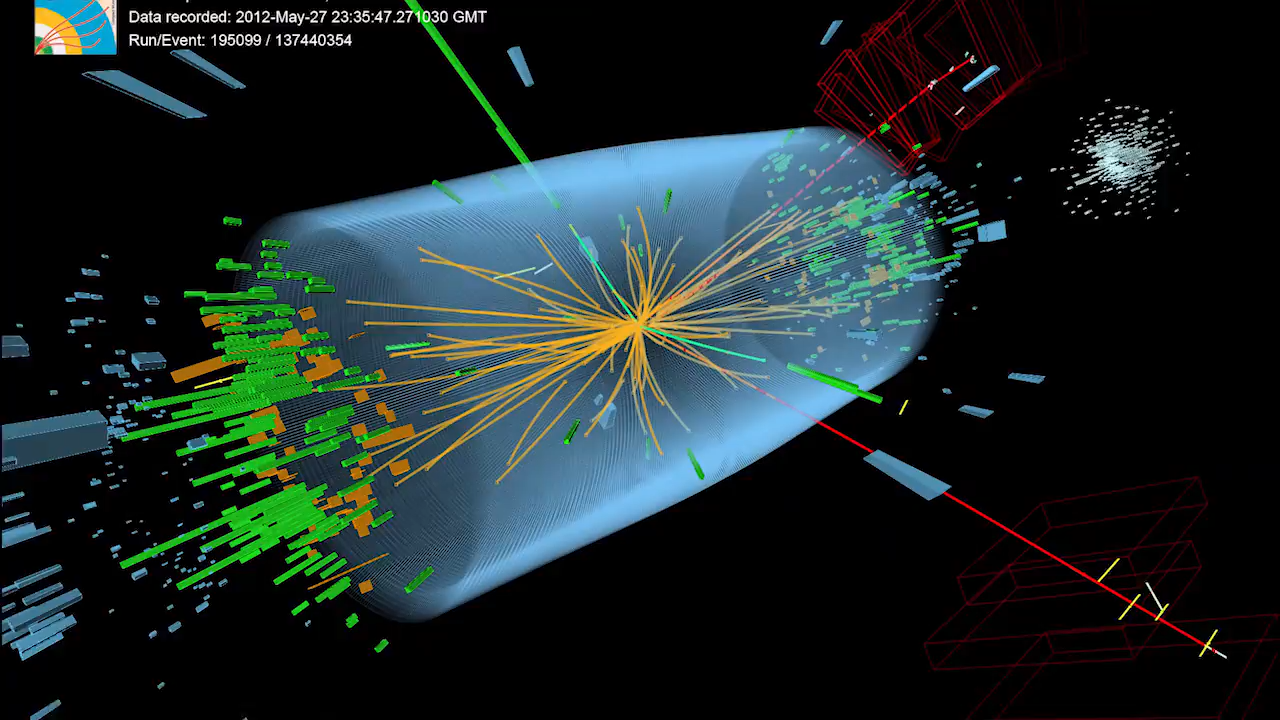 Data recorded: 2012-May-27 23:35:47.271030 GMT
Run/Event: 195099 / 137440354